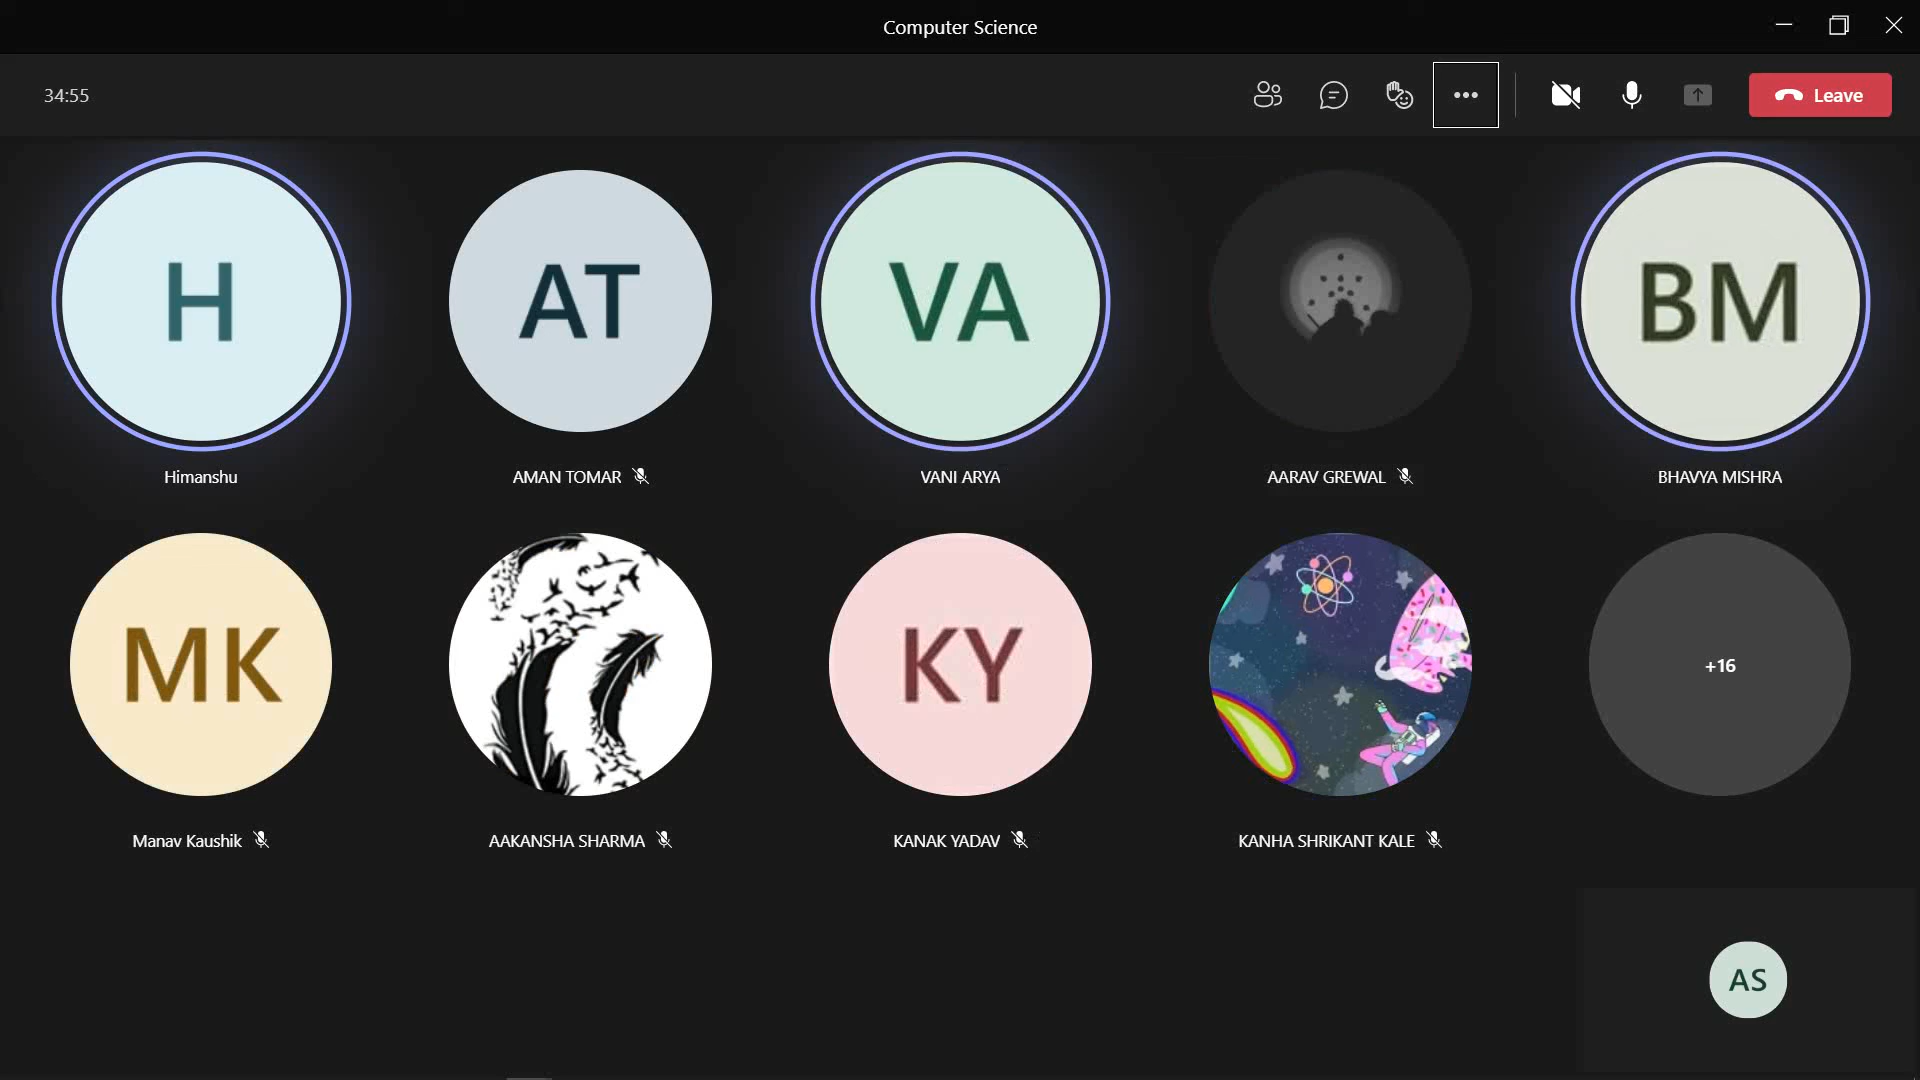 Computer Science
34:55
Leave
H
AT
VA
BM
Himanshu
AMAN TOMAR
VANI ARYA
AARAV GREWAL
BHAVYA MISHRA
MK
KY
+16
Manav Kaushik
AAKANSHA SHARMA
KANAK YADAV
KANHA SHRIKANT KALE
AS